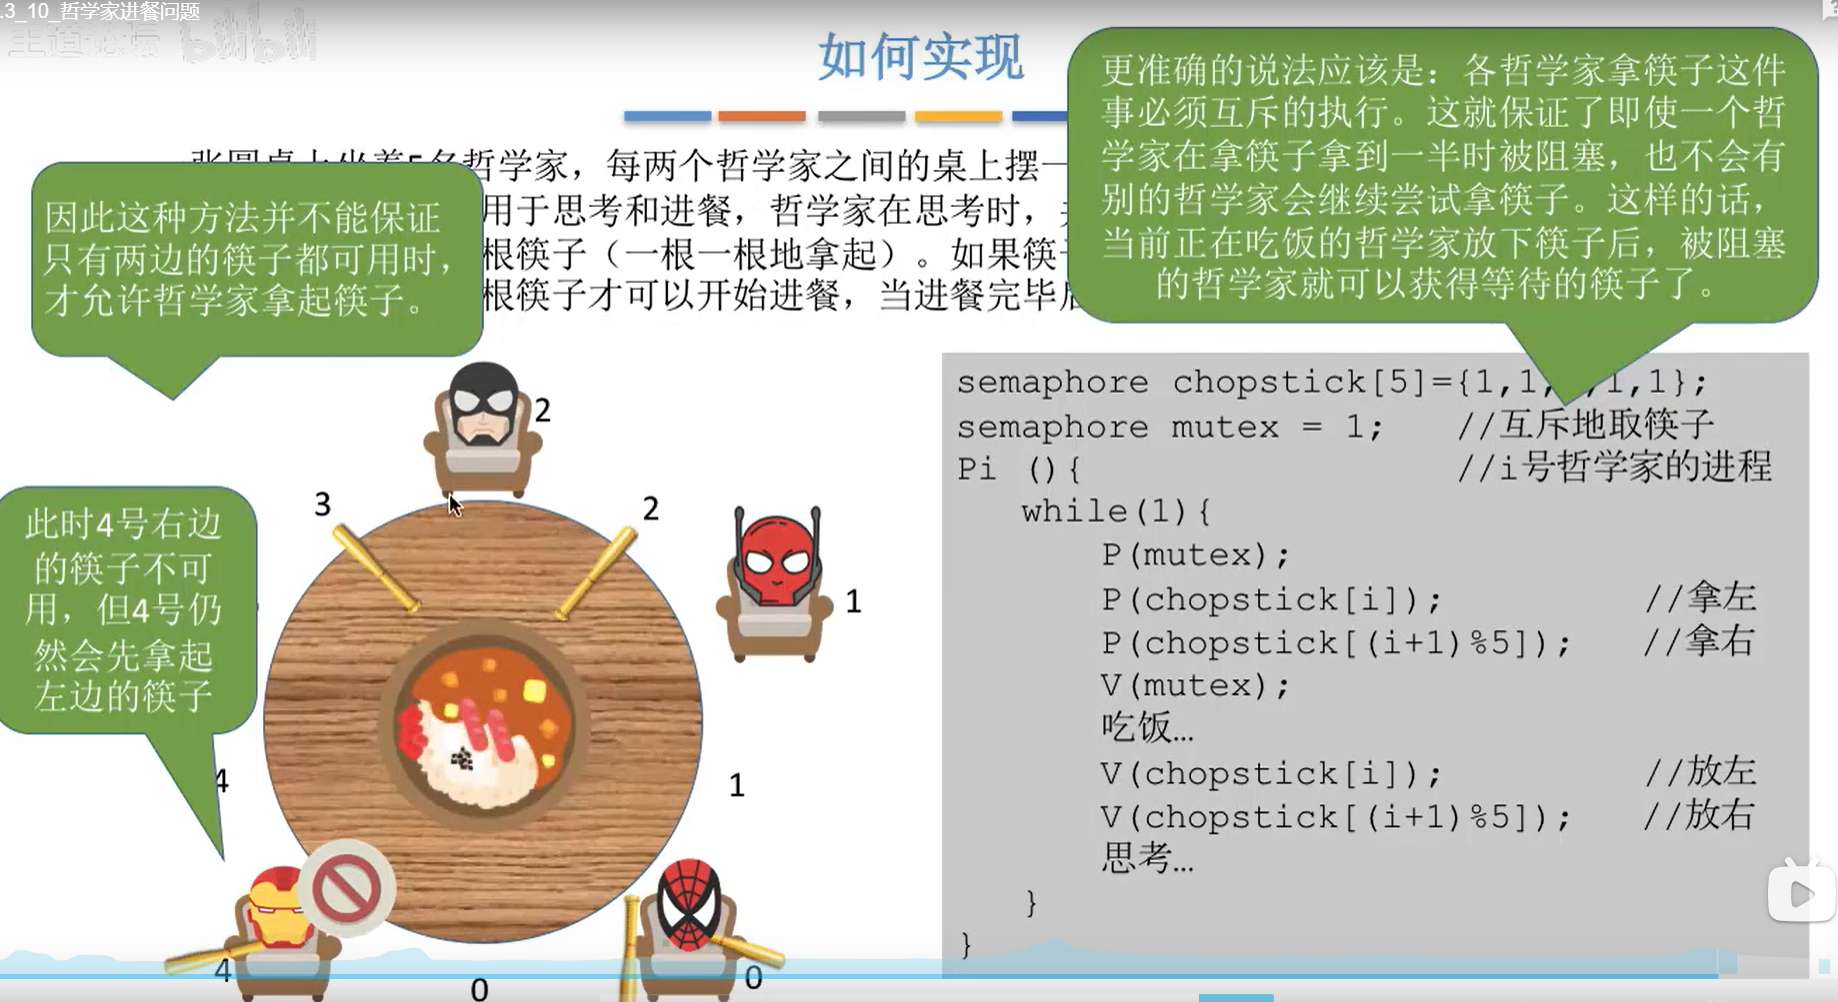 .3_10_哲学家进餐问题
王道论坛 bilibili
如何实现
更准确的说法应该是：各哲学家拿筷子这件
事必须互斥的执行。这就保证了即使一个哲
学家在拿筷子拿到一半时被阻塞，也不会有
别的哲学家会继续尝试拿筷子。这样的话，
当前正在吃饭的哲学家放下筷子后，被阻塞
的哲学家就可以获得等待的筷子了。
张圆桌上坐着5名哲学家，每两个哲学家之间的桌上摆一
用于思考和进餐，哲学家在思考时，
根筷子（一根一根地拿起）。如果筷
根筷子才可以开始进餐，当进餐完毕
因此这种方法并不能保证
只有两边的筷子都可用时，
才允许哲学家拿起筷子。
此时4号右边
的筷子不可
用，但4号仍
然会先拿起
左边的筷子
2
3
2
1
4
1
4
0
0
semaphore chopstick[5]={1,1, ,1,1};
semaphore mutex = 1; //互斥地取筷子
Pi (){ //i号哲学家的进程
while(1){
P(mutex);
P(chopstick[i]); //拿左
P(chopstick[(i+1)%5]); //拿右
V(mutex);
吃饭…
V(chopstick[i]); //放左
V(chopstick[(i+1)%5]); //放右
思考…
}
}